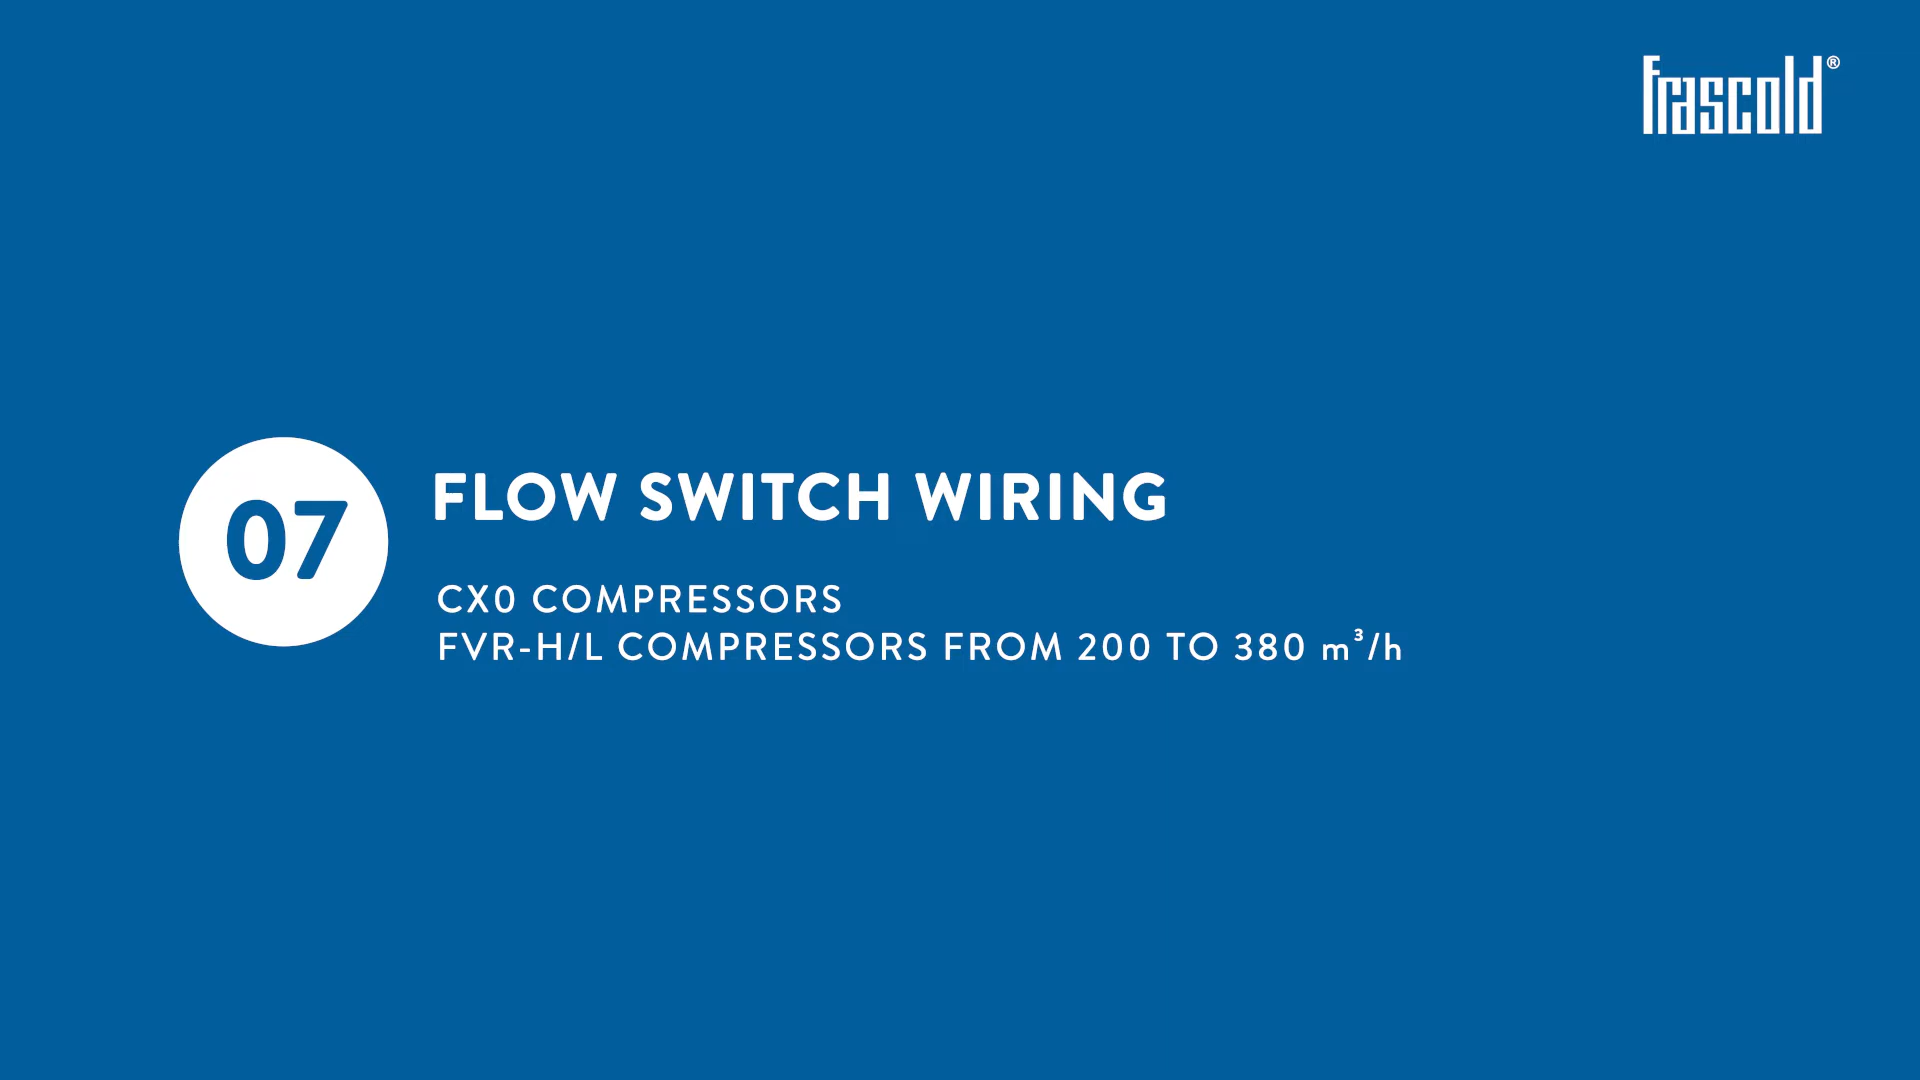 frascold®
07
FLOW SWITCH WIRING
CX0 COMPRESSORS
FVR-H/L COMPRESSORS FROM 200 TO 380 m³/h